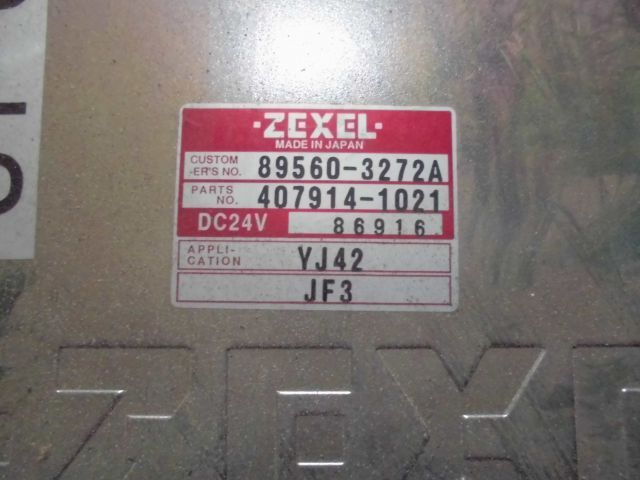 ·ZEXEL·
MADE IN JAPAN
CUSTOM
-ER'S NO. 89560-3272A
PARTS
NO. 407914-1021
DC24V 86916
APPLI-
CATION YJ42
JF3
ZEXE